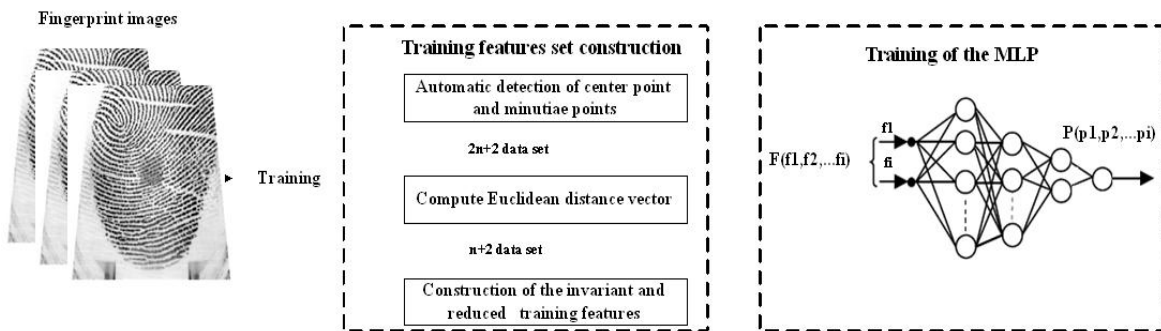 Fingerprint images
Training
Training features set construction
Automatic detection of center point
and minutiae points
2n+2 data set
Compute Euclidean distance vector
n+2 data set
Construction of the invariant and
reduced training features
Training of the MLP
F(f1,f2,...fi)
f1
fi
P(p1,p2,...pi)